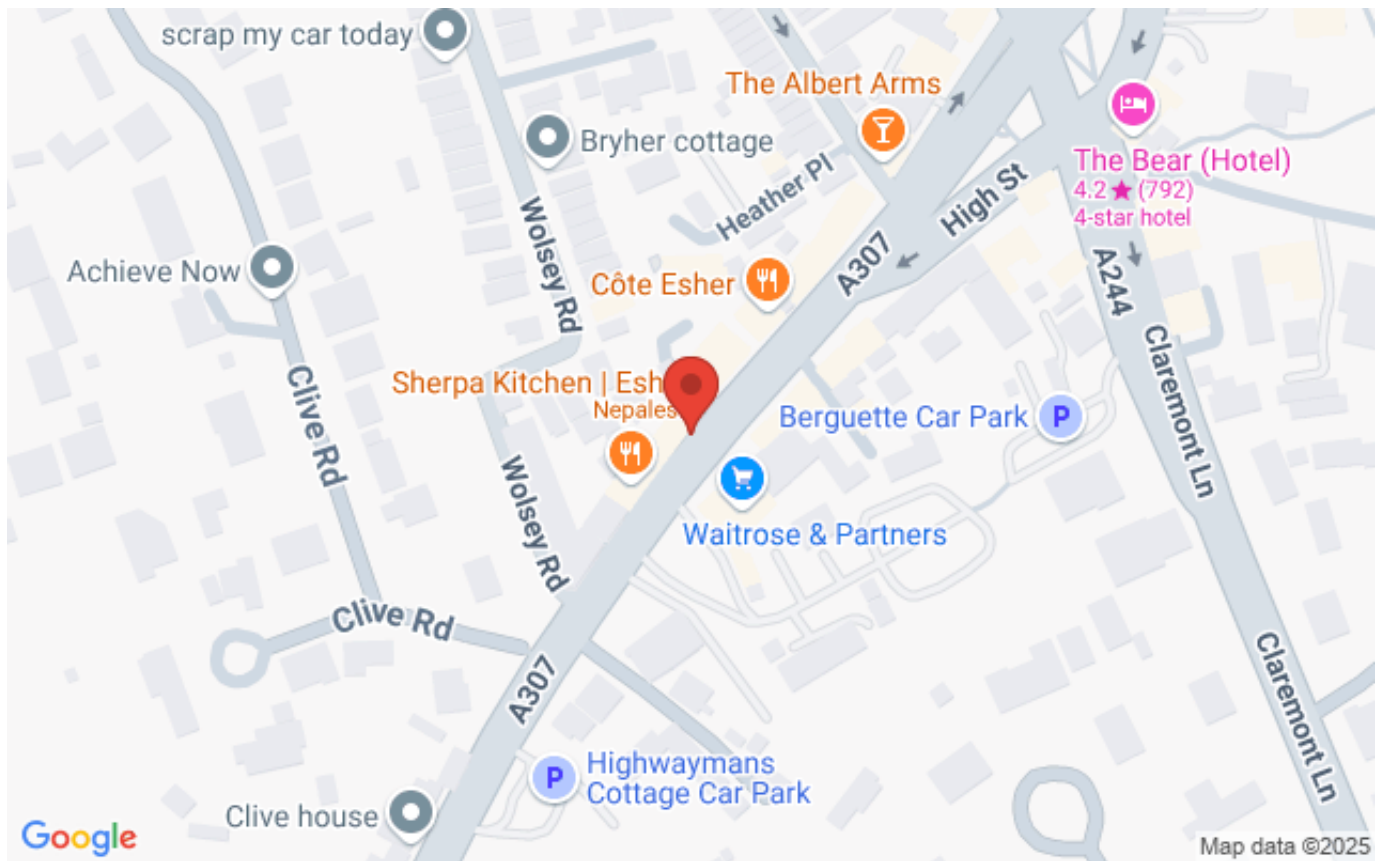 scrap my car today
The Albert Arms
Bryher cottage
The Bear (Hotel)
4.2 ★ (792)
4-star hotel
Heather Pl
High St
Wolsey Rd
A307
A244
Achieve Now
Côte Esher
Claremont Ln
Sherpa Kitchen | Esh
Nepales
Clive Rd
Berguette Car Park
Wolsey Rd
Waitrose & Partners
Clive Rd
A307
Claremont Ln
Highwaymans
Cottage Car Park
Clive house
Google
Map data ©2025